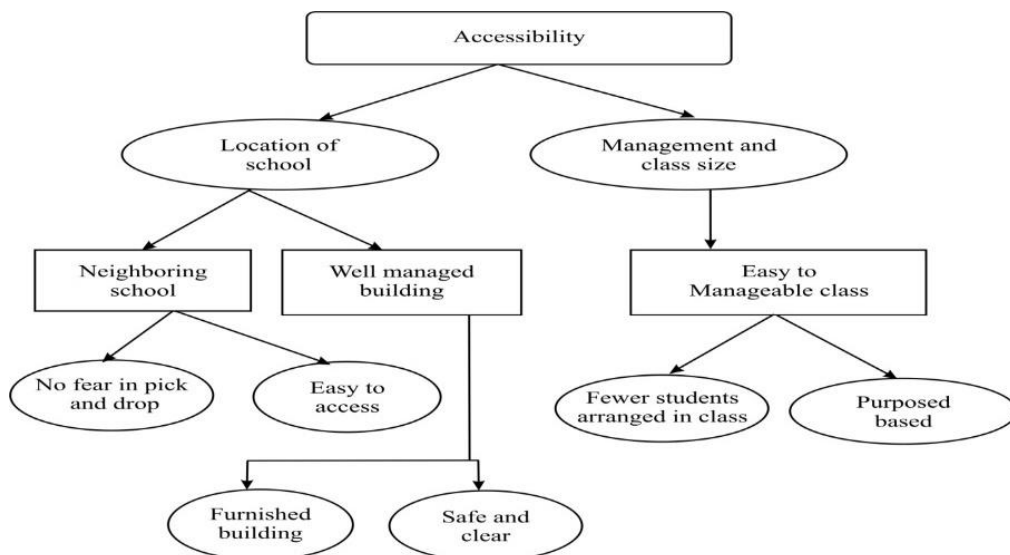 Accessibility
Location of
school
Management and
class size
Neighboring
school
Well managed
building
Easy to
Manageable class
No fear in pick
and drop
Easy to
access
Fewer students
arranged in class
Purposed
based
Furnished
building
Safe and
clear